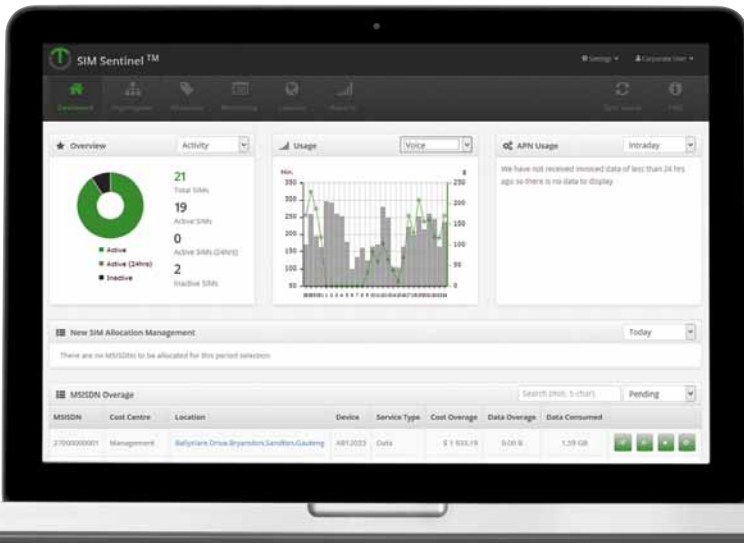 SIM Sentinel TM
Settings
Corporate User
Dashboard
Overview
Activity
21
Total SIMs
19
Active SIMs
0
Active SIMs (24hrs)
2
Inactive SIMs
Active
Active (24hrs)
Inactive
Usage
Voice
Min.
$
350
300
250
200
150
100
50
250
200
150
100
50
0
APN Usage
Intraday
We have not received invoiced data of less than 24 hrs
ago so there is no data to display
New SIM Allocation Management
Today
There are no MSISDNs to be allocated for this period selection
MSISDN Overage
Search (min. 5 char)
Pending
MSISDN Cost Centre Location Device Service Type Cost Overage Data Overage Data Consumed
27000000001 Management Ballyclare Drive,Bryanston,Sandton,Gauteng Data 0.00 B 1.59 GB